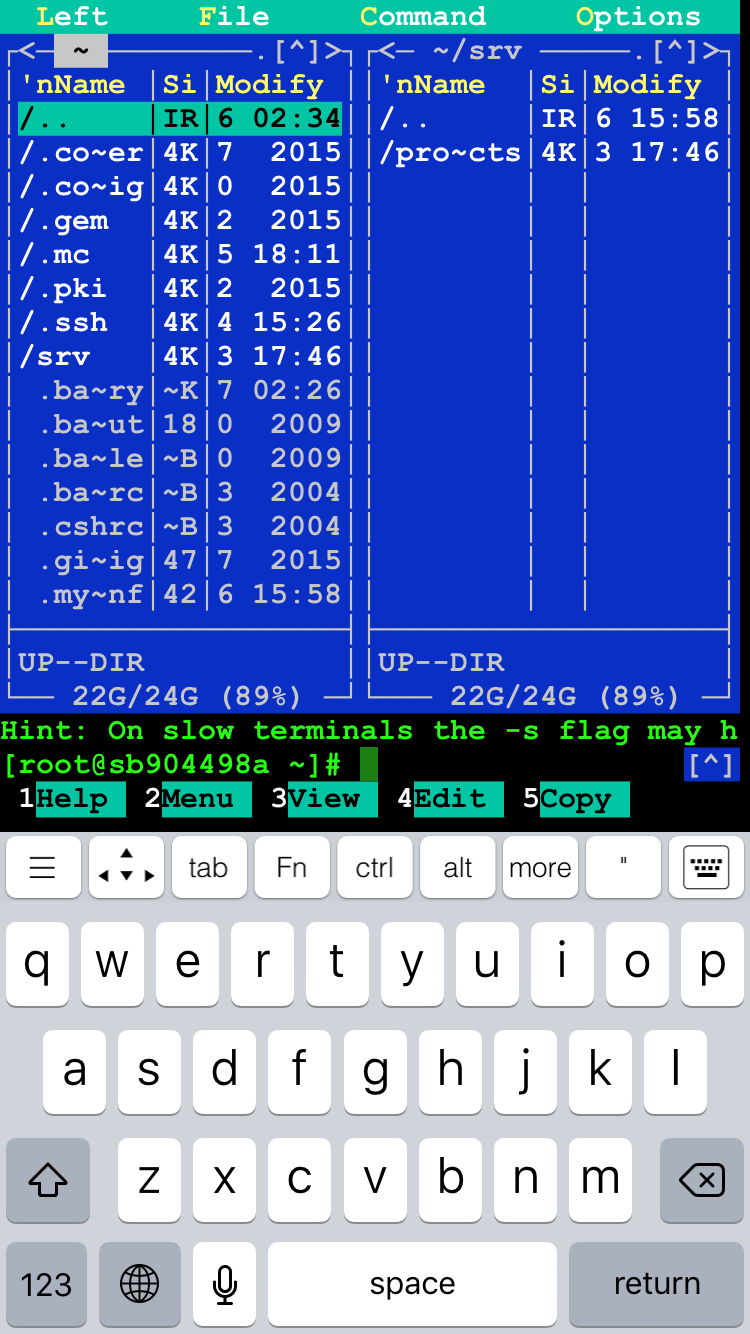 Left File Command Options
<─ ~ ──────.[^]> <─ ~/srv ─────.[^]>
'nName |Si|Modify 'nName |Si|Modify
/.. |IR|6 02:34 /.. |IR|6 15:58
/.co~er|4K|7 2015 /pro~cts|4K|3 17:46
/.co~ig|4K|0 2015
/.gem |4K|2 2015
/.mc |4K|5 18:11
/.pki |4K|2 2015
/.ssh |4K|4 15:26
/srv |4K|3 17:46
.ba~ry|~K|7 02:26
.ba~ut|18|0 2009
.ba~le|~B|0 2009
.ba~rc|~B|3 2004
.cshrc|~B|3 2004
.gi~ig|47|7 2015
.my~nf|42|6 15:58
UP--DIR UP--DIR
22G/24G (89%) 22G/24G (89%)
Hint: On slow terminals the -s flag may h
[root@sb904498a ~]# [^]
1Help 2Menu 3View 4Edit 5Copy
tab Fn ctrl alt more "
q w e r t y u i o p
a s d f g h j k l
z x c v b n m
123 space return